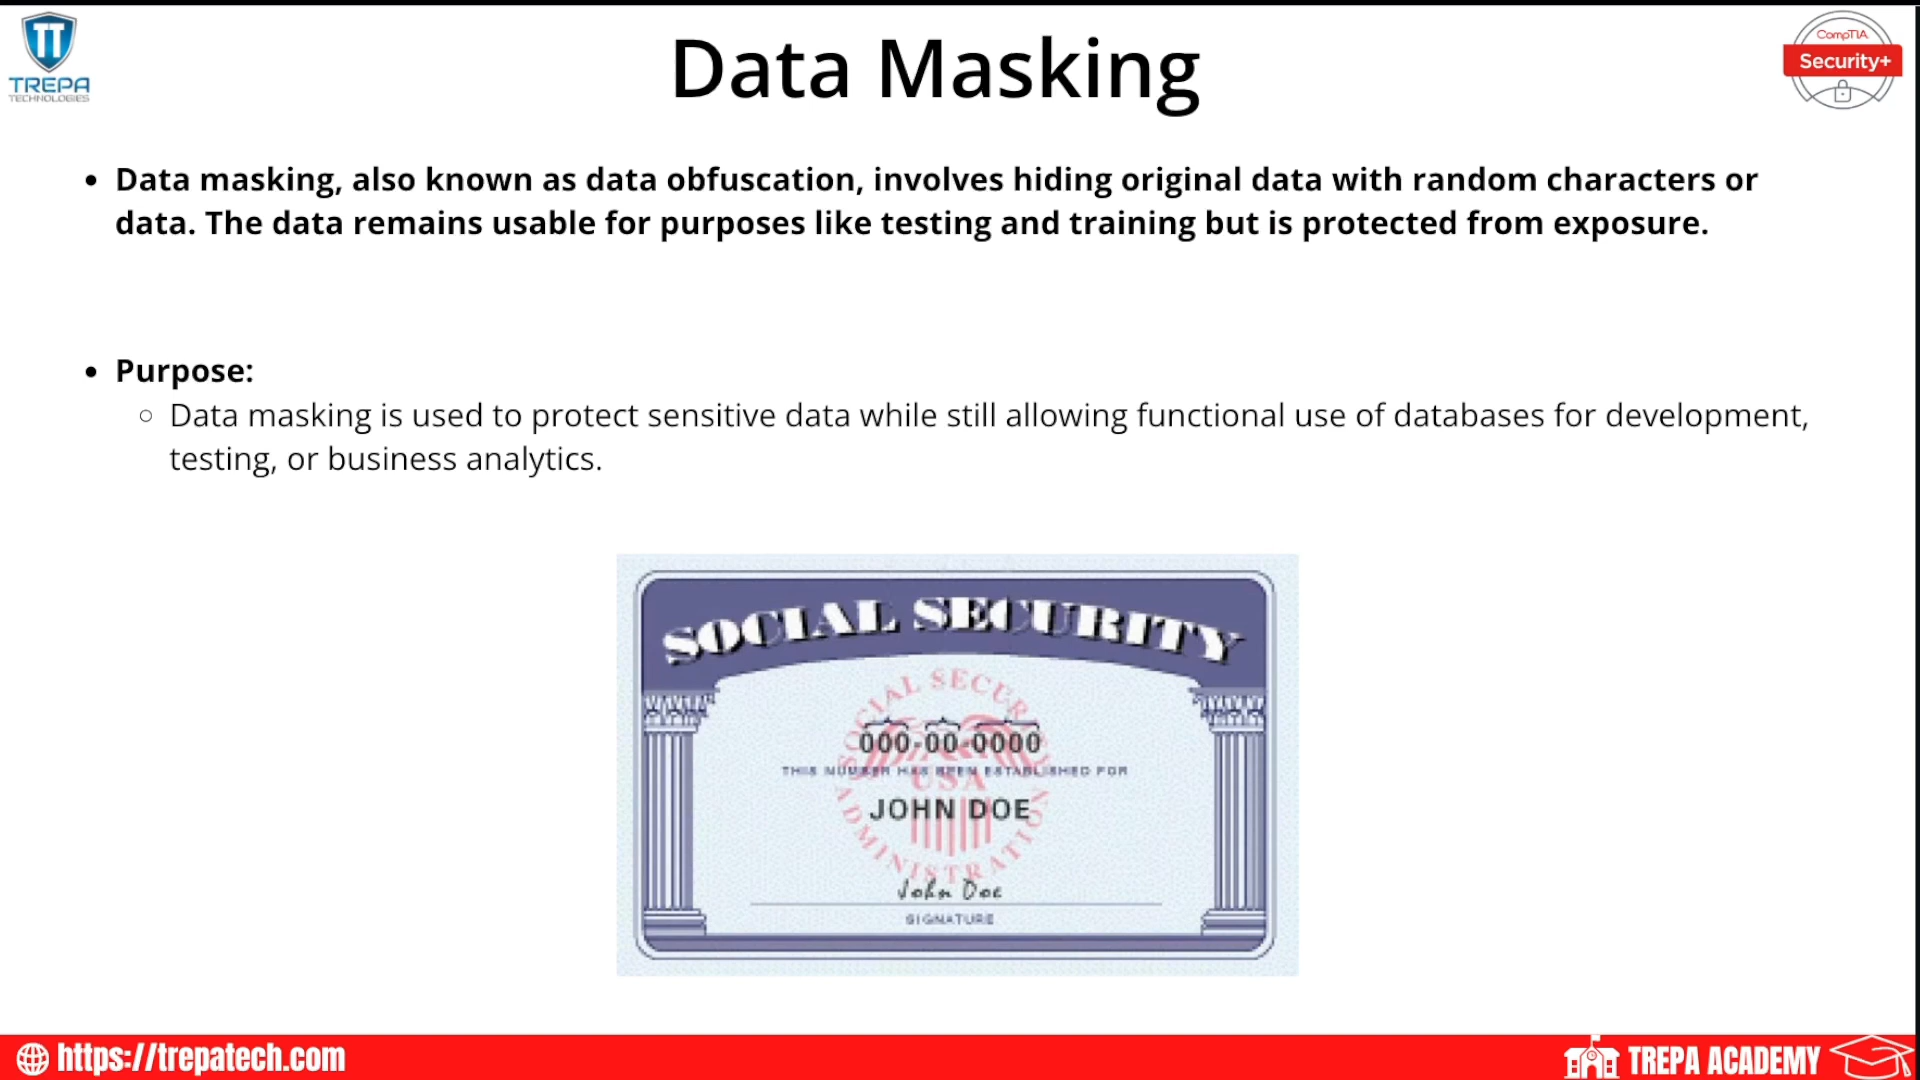 TREPA
TECHNOLOGIES
Data Masking
CompTIA
Security+
Data masking, also known as data obfuscation, involves hiding original data with random characters or
data. The data remains usable for purposes like testing and training but is protected from exposure.
Purpose:
Data masking is used to protect sensitive data while still allowing functional use of databases for development,
testing, or business analytics.
SOCIAL SECURITY
SOCIAL SECURITY
000-00-0000
THIS NUMBER HAS BEEN ESTABLISHED FOR
USA
JOHN DOE
ADMINISTRATION
John Doe
SIGNATURE
https://trepatech.com
TREPA ACADEMY